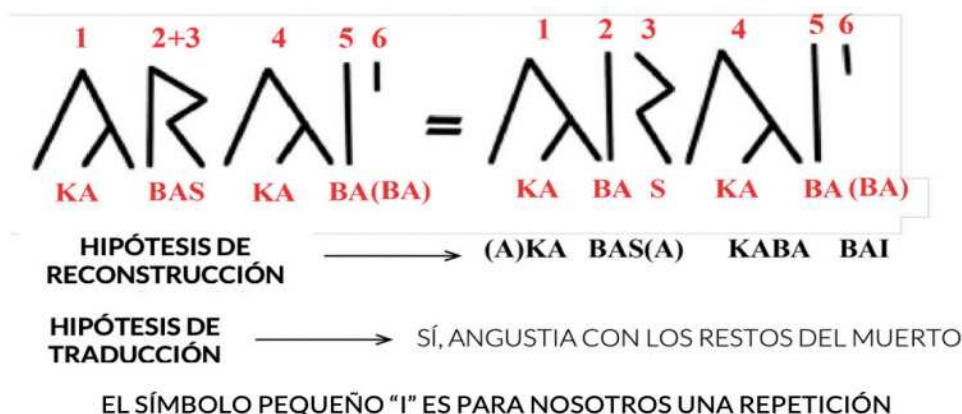 1 2+3 4 5 6 1 2 3 4 5 6
=
KA BAS KA BA(BA) KA BA S KA BA (BA)
HIPÓTESIS DE RECONSTRUCCIÓN → (A)KA BAS(A) KABA BAI
HIPÓTESIS DE TRADUCCIÓN → SÍ, ANGUSTIA CON LOS RESTOS DEL MUERTO
EL SÍMBOLO PEQUEÑO “I” ES PARA NOSOTROS UNA REPETICIÓN